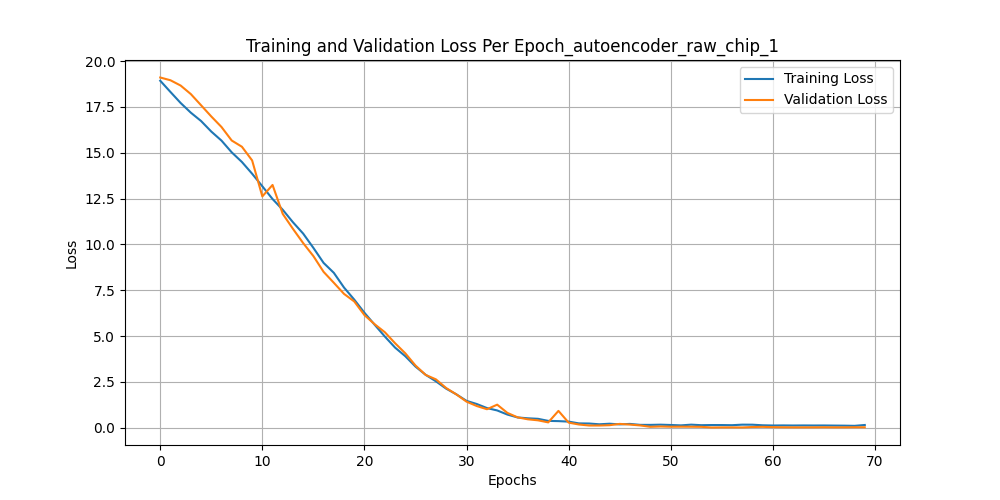 Training and Validation Loss Per Epoch_autoencoder_raw_chip_1
20.0
17.5
15.0
12.5
10.0
7.5
5.0
2.5
0.0
Loss
Training Loss
Validation Loss
0 10 20 30 40 50 60 70
Epochs